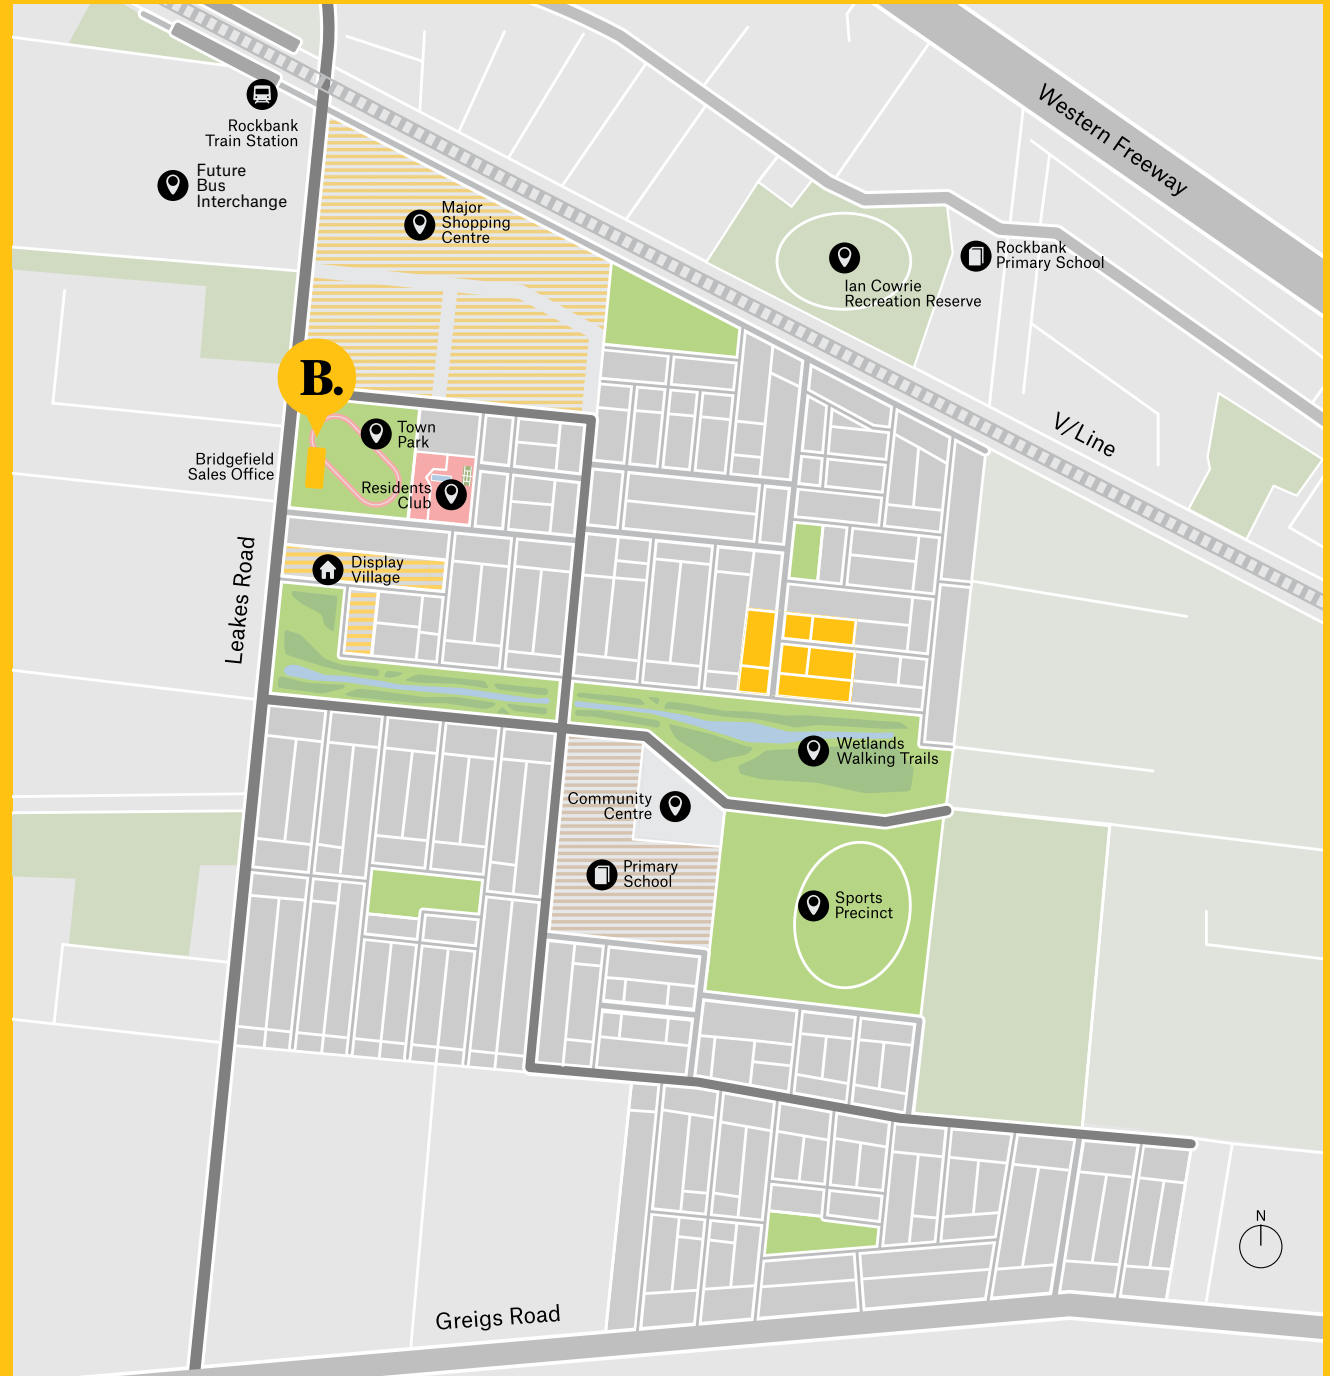 Western Freeway
Rockbank
Train Station
Future
Bus
Interchange
Major
Shopping
Centre
Rockbank
Primary School
Ian Cowrie
Recreation Reserve
B.
V/Line
Town
Park
Bridgefield
Sales Office
Residents
Club
Leakes Road
Display
Village
Wetlands
Walking Trails
Community
Centre
Primary
School
Sports
Precinct
N
Greigs Road